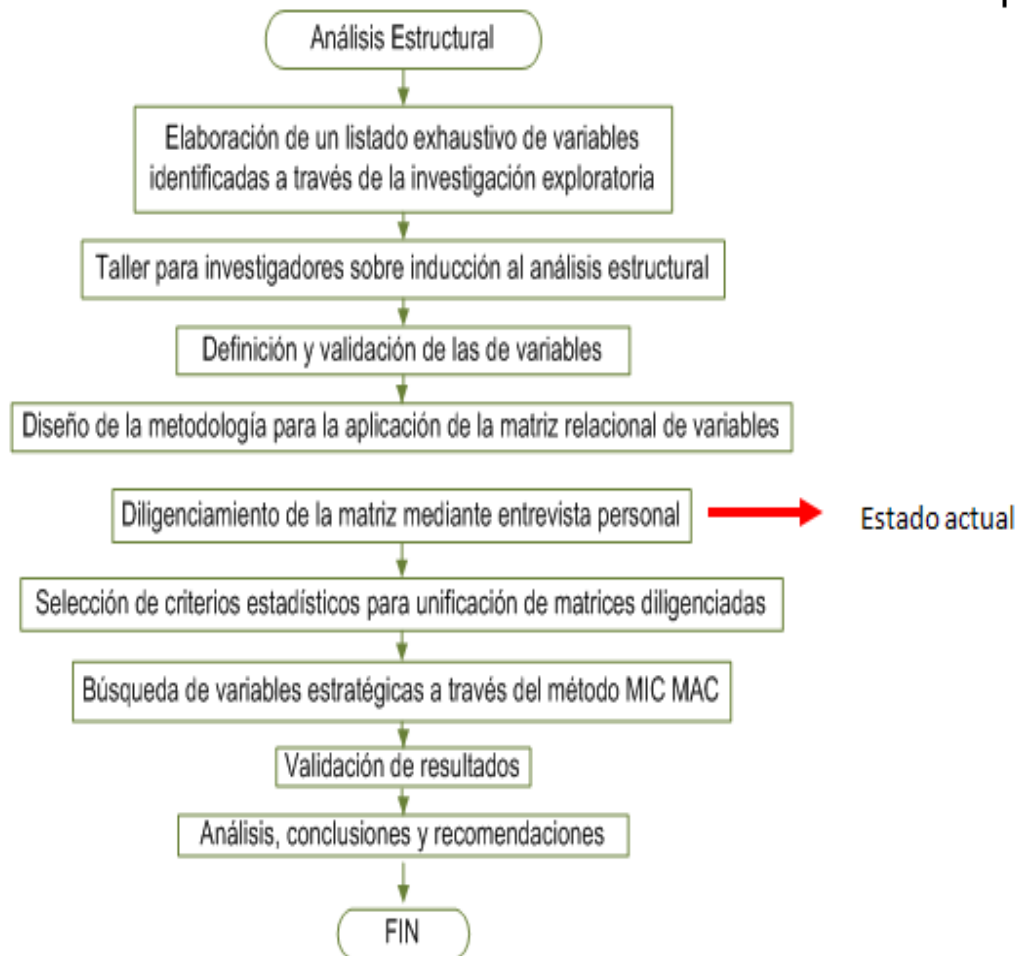 Análisis Estructural
Elaboración de un listado exhaustivo de variables
identificadas a través de la investigación exploratoria
Taller para investigadores sobre inducción al análisis estructural
Definición y validación de las de variables
Diseño de la metodología para la aplicación de la matriz relacional de variables
Diligenciamiento de la matriz mediante entrevista personal
Estado actual
Selección de criterios estadísticos para unificación de matrices diligenciadas
Búsqueda de variables estratégicas a través del método MIC MAC
Validación de resultados
Análisis, conclusiones y recomendaciones
FIN